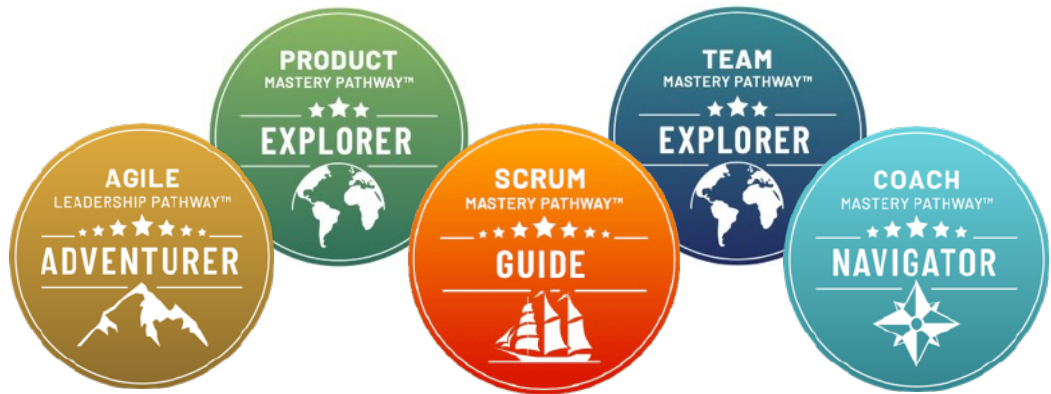 PRODUCT
MASTERY PATHWAY™
EXPLORER
TEAM
MASTERY PATHWAY™
EXPLORER
AGILE
LEADERSHIP PATHWAY™
ADVENTURER
SCRUM
MASTERY PATHWAY™
GUIDE
COACH
MASTERY PATHWAY™
NAVIGATOR